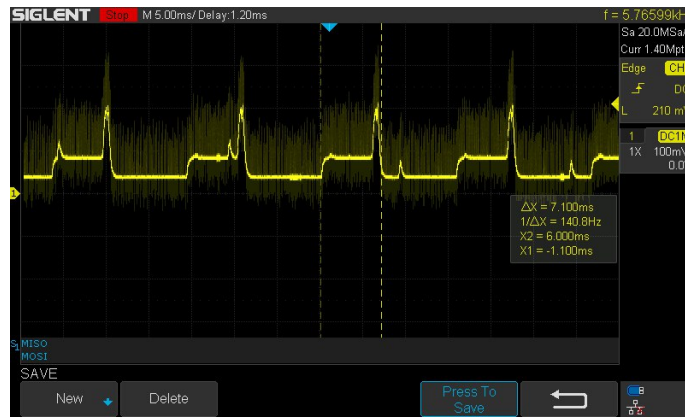 SIGLENT Stop M 5.00ms/ Delay:1.20ms f = 5.76599kH
Sa 20.0MSa/
Curr 1.40Mpt
Edge CH
DC
L 210 mV
1 DC1M
1X 100mV
0.0
1
ΔX = 7.100ms
1/ΔX = 140.8Hz
X2 = 6.000ms
X1 = -1.100ms
S1 MISO
MOSI
SAVE
New Delete Press To
Save